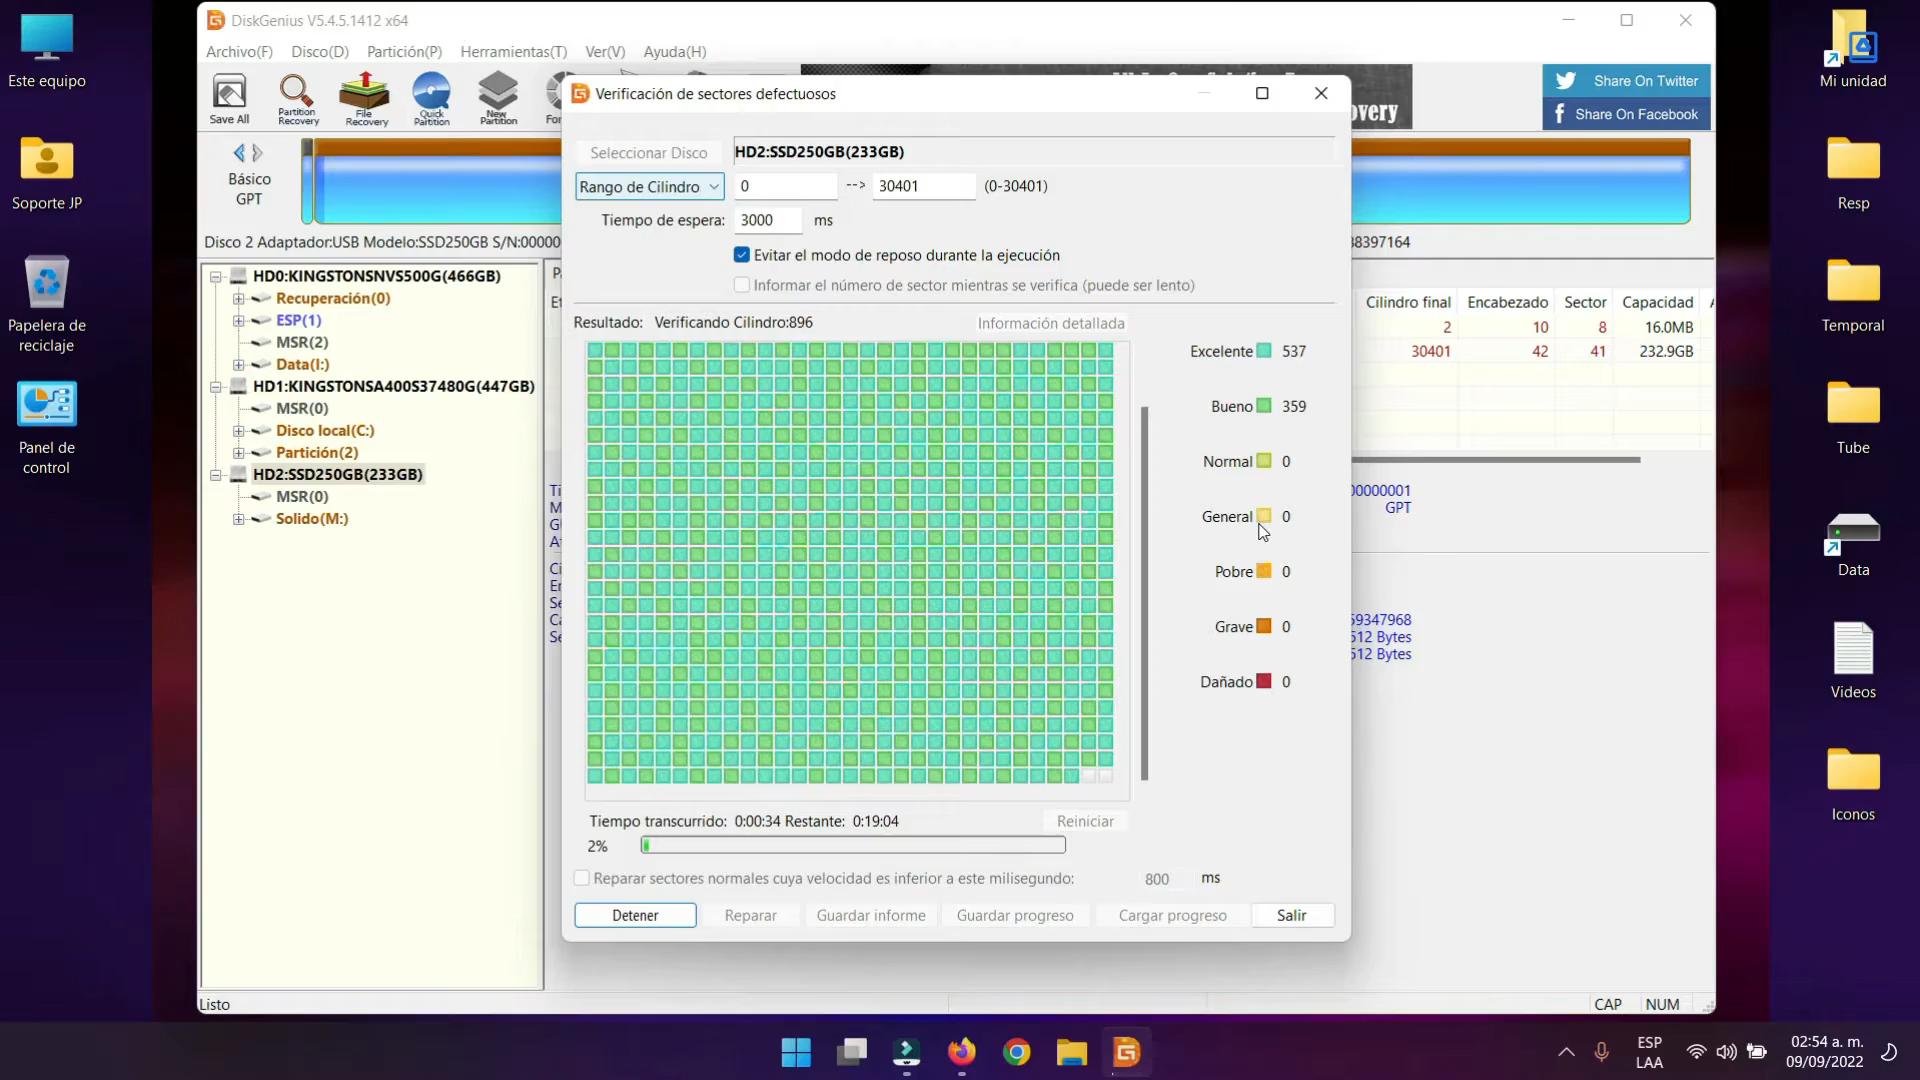 Este equipo
Soporte JP
Papelera de
reciclaje
Panel de
control
DiskGenius V5.4.5.1412 x64
Archivo(F) Disco(D) Partición(P) Herramientas(T) Ver(V) Ayuda(H)
Save All
Partition
Recovery
File
Recovery
Quick
Partition
New
Partition
Share On Twitter
Share On Facebook
Básico
GPT
Disco 2 Adaptador:USB Modelo:SSD250GB S/N:00000
38397164
HD0:KINGSTONSNVS500G(466GB)
Recuperación(0)
ESP(1)
MSR(2)
Data(I:)
HD1:KINGSTONSA400S37480G(447GB)
MSR(0)
Disco local(C:)
Partición(2)
HD2:SSD250GB(233GB)
MSR(0)
Solido(M:)
Verificación de sectores defectuosos
Seleccionar Disco HD2:SSD250GB(233GB)
Rango de Cilindro 0 --> 30401 (0-30401)
Tiempo de espera: 3000 ms
Evitar el modo de reposo durante la ejecución
Informar el número de sector mientras se verifica (puede ser lento)
Resultado: Verificando Cilindro:896 Información detallada
Excelente 537
Bueno 359
Normal 0
General 0
Pobre 0
Grave 0
Dañado 0
Tiempo transcurrido: 0:00:34 Restante: 0:19:04 Reiniciar
2%
Reparar sectores normales cuya velocidad es inferior a este milisegundo: 800 ms
Detener Reparar Guardar informe Guardar progreso Cargar progreso Salir
Cilindro final Encabezado Sector Capacidad
2 10 8 16.0MB
30401 42 41 232.9GB
00000001
GPT
59347968
512 Bytes
512 Bytes
Listo
CAP NUM
Mi unidad
Resp
Temporal
Tube
Data
Videos
Iconos
ESP
LAA
02:54 a. m.
09/09/2022